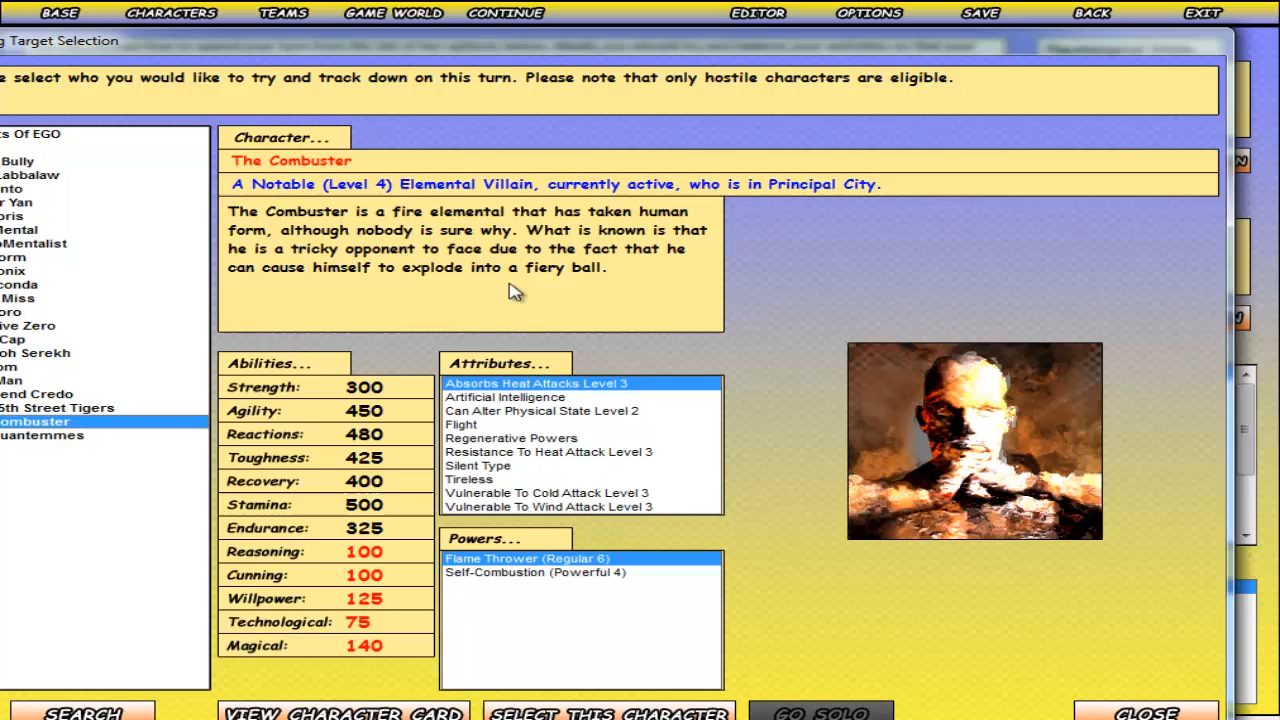 BASE CHARACTERS TEAMS GAME WORLD CONTINUE EDITOR OPTIONS SAVE BACK EXIT
g Target Selection
e select who you would like to try and track down on this turn. Please note that only hostile characters are eligible.
ts Of EGO
Bully
Labbalaw
nto
r Yan
oris
Mental
oMentalist
orm
onix
conda
Miss
oro
ive Zero
Cap
oh Serekh
om
Man
end Credo
5th Street Tigers
ombuster
uantemmes
Character...
The Combuster
A Notable (Level 4) Elemental Villain, currently active, who is in Principal City.
The Combuster is a fire elemental that has taken human
form, although nobody is sure why. What is known is that
he is a tricky opponent to face due to the fact that he
can cause himself to explode into a fiery ball.
Abilities...
Strength: 300
Agility: 450
Reactions: 480
Toughness: 425
Recovery: 400
Stamina: 500
Endurance: 325
Reasoning: 100
Cunning: 100
Willpower: 125
Technological: 75
Magical: 140
Attributes...
Absorbs Heat Attacks Level 3
Artificial Intelligence
Can Alter Physical State Level 2
Flight
Regenerative Powers
Resistance To Heat Attack Level 3
Silent Type
Tireless
Vulnerable To Cold Attack Level 3
Vulnerable To Wind Attack Level 3
Powers...
Flame Thrower (Regular 6)
Self-Combustion (Powerful 4)
SEARCH VIEW CHARACTER CARD SELECT THIS CHARACTER GO SOLO CLOSE